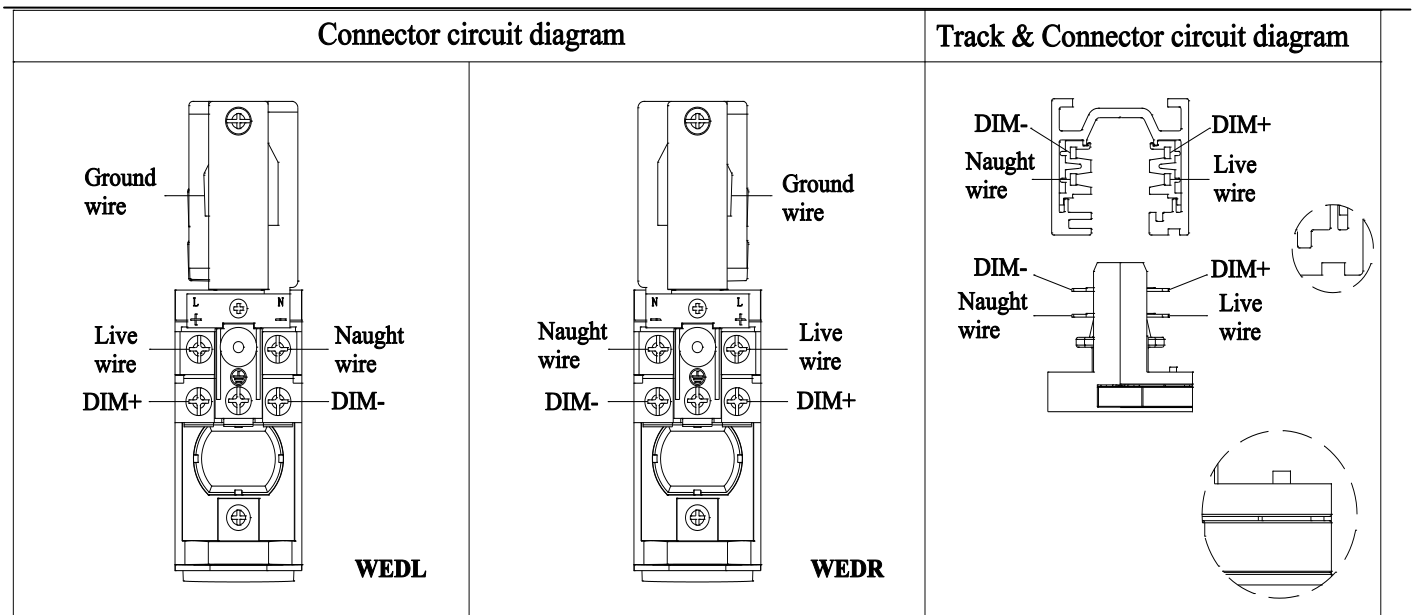 Connector circuit diagram
Track & Connector circuit diagram
Ground
wire
L
N
Live
wire
Naught
wire
DIM+
DIM-
WEDL
Ground
wire
N
L
Naught
wire
Live
wire
DIM-
DIM+
WEDR
DIM-
DIM+
Naught
wire
Live
wire
DIM-
DIM+
Naught
wire
Live
wire